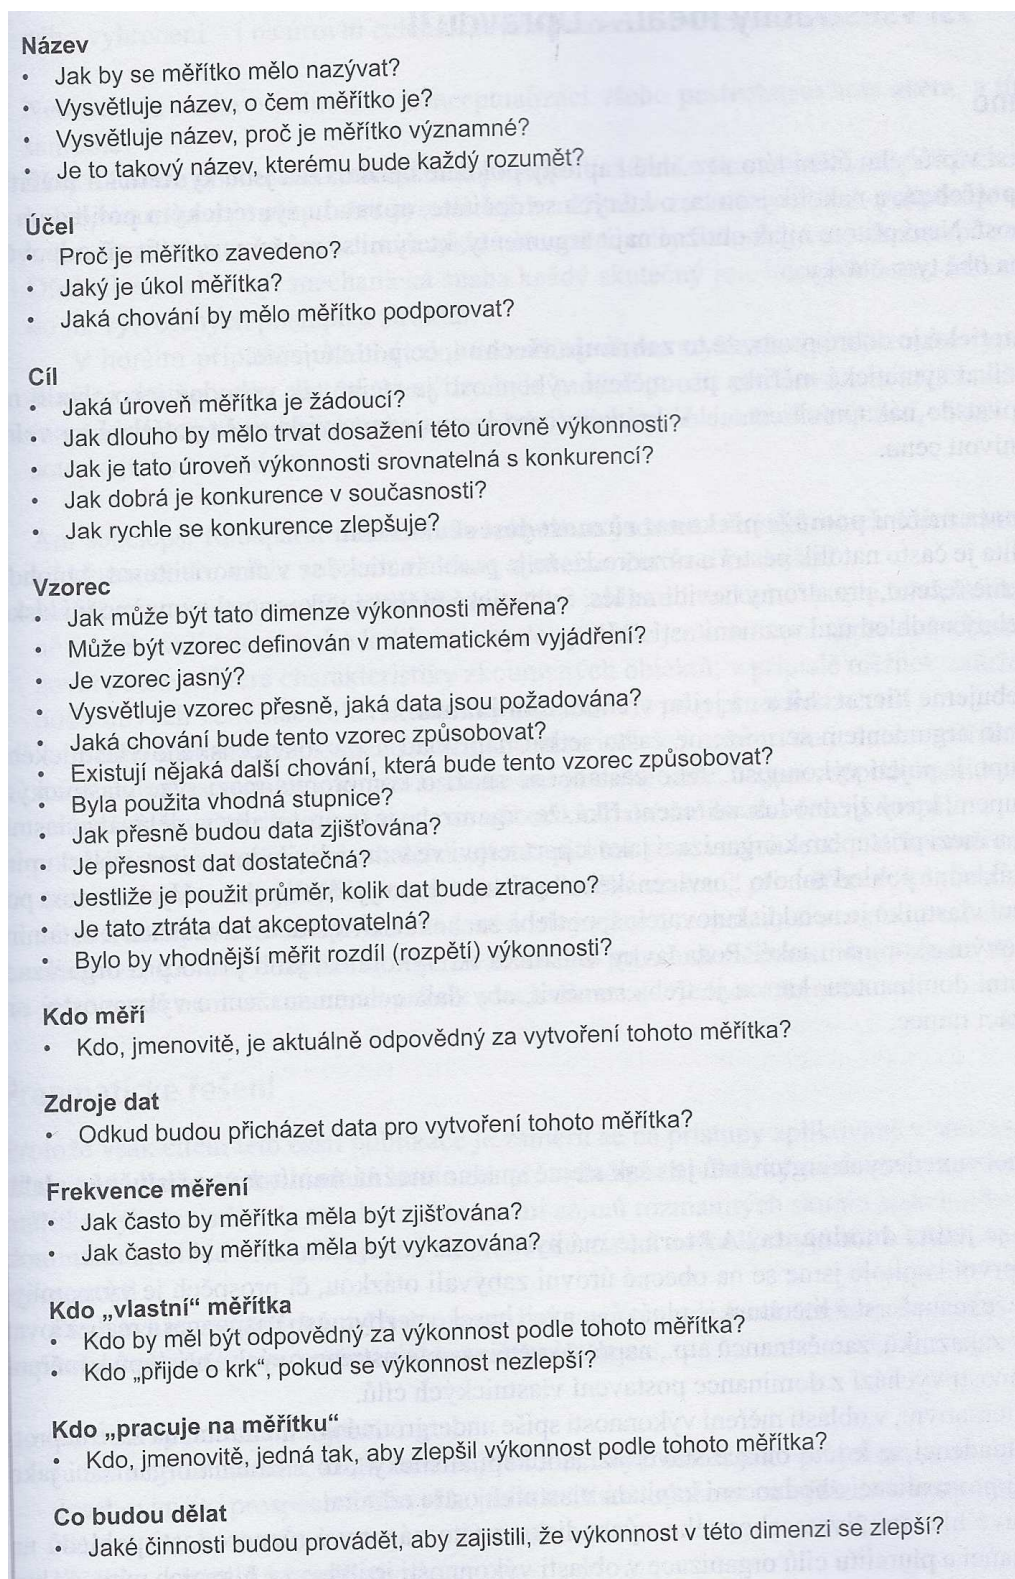 Název
• Jak by se měřítko mělo nazývat?
• Vysvětluje název, o čem měřítko je?
• Vysvětluje název, proč je měřítko významné?
• Je to takový název, kterému bude každý rozumět?
Účel
• Proč je měřítko zavedeno?
• Jaký je úkol měřítka?
• Jaká chování by mělo měřítko podporovat?
Cíl
• Jaká úroveň měřítka je žádoucí?
• Jak dlouho by mělo trvat dosažení této úrovně výkonnosti?
• Jak je tato úroveň výkonnosti srovnatelná s konkurencí?
• Jak dobrá je konkurence v současnosti?
• Jak rychle se konkurence zlepšuje?
Vzorec
• Jak může být tato dimenze výkonnosti měřena?
• Může být vzorec definován v matematickém vyjádření?
• Je vzorec jasný?
• Vysvětluje vzorec přesně, jaká data jsou požadována?
• Jaká chování bude tento vzorec způsobovat?
• Existují nějaká další chování, která bude tento vzorec způsobovat?
• Byla použita vhodná stupnice?
• Jak přesně budou data zjišťována?
• Je přesnost dat dostatečná?
• Jestliže je použit průměr, kolik dat bude ztraceno?
• Je tato ztráta dat akceptovatelná?
• Bylo by vhodnější měřit rozdíl (rozpětí) výkonnosti?
Kdo měří
• Kdo, jmenovitě, je aktuálně odpovědný za vytvoření tohoto měřítka?
Zdroje dat
• Odkud budou přicházet data pro vytvoření tohoto měřítka?
Frekvence měření
• Jak často by měřítka měla být zjišťována?
• Jak často by měřítka měla být vykazována?
Kdo „vlastní“ měřítka
• Kdo by měl být odpovědný za výkonnost podle tohoto měřítka?
• Kdo „přijde o krk“, pokud se výkonnost nezlepší?
Kdo „pracuje na měřítku“
• Kdo, jmenovitě, jedná tak, aby zlepšil výkonnost podle tohoto měřítka?
Co budou dělat
• Jaké činnosti budou provádět, aby zajistili, že výkonnost v této dimenzi se zlepší?